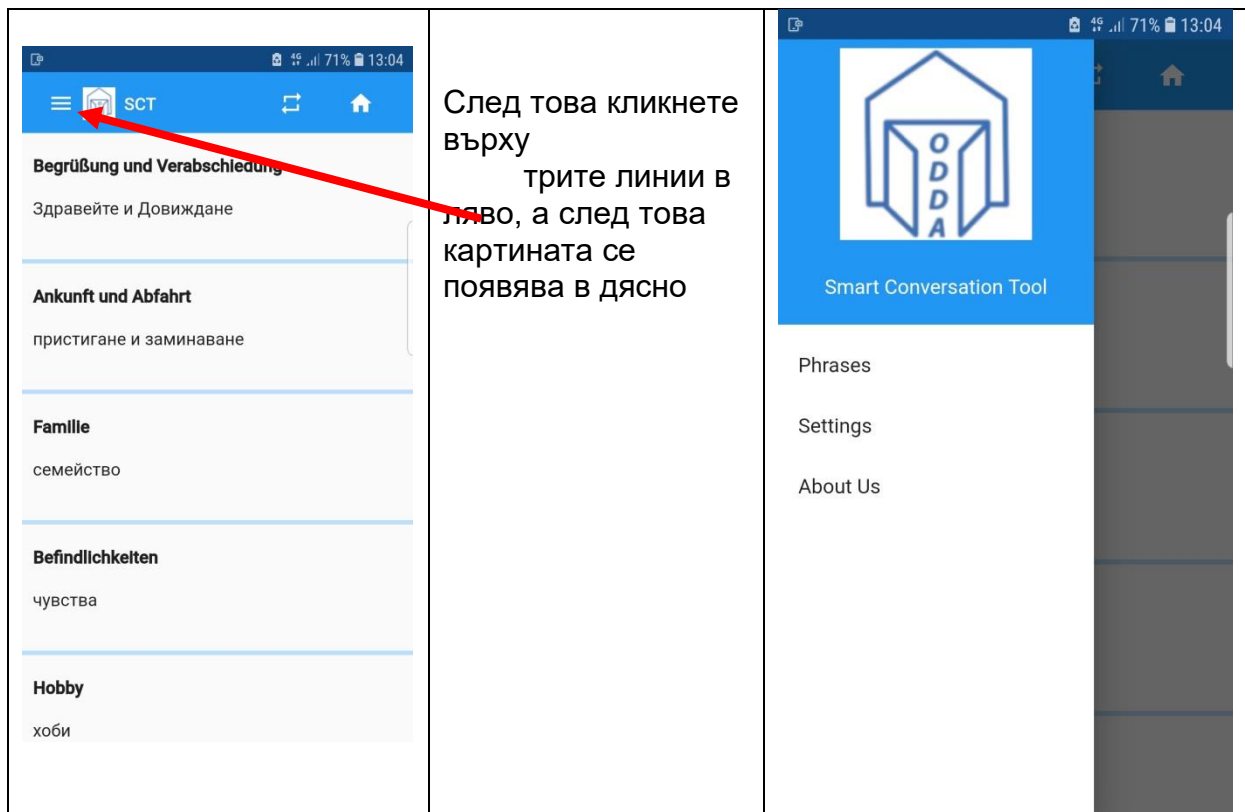 4G 71% 13:04
SCT
Begrüßung und Verabschiedung
Здравейте и Довиждане
Ankunft und Abfahrt
пристигане и заминаване
Familie
семейство
Befindlichkeiten
чувства
Hobby
хоби
След това кликнете
върху
трите линии в
ляво, а след това
картината се
появява в дясно
4G 71% 13:04
O
D
D
A
Smart Conversation Tool
Phrases
Settings
About Us